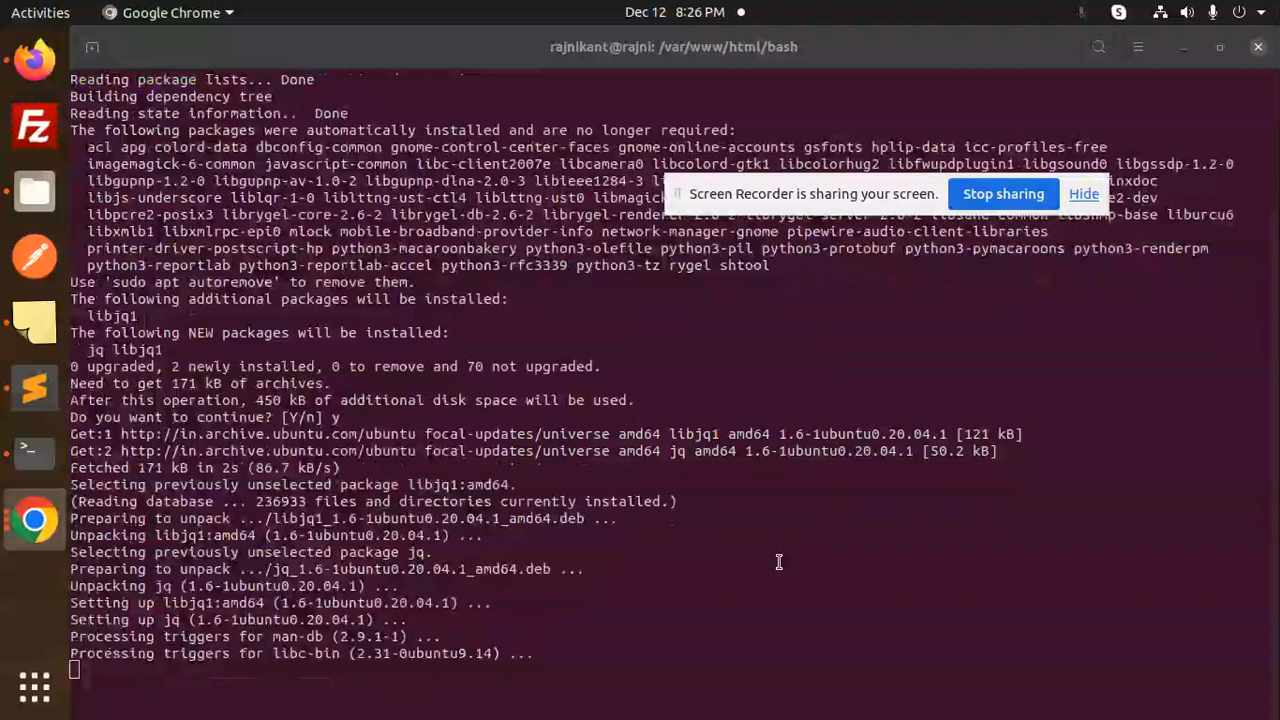 Activities
Google Chrome
Dec 12 8:26 PM
rajnikant@rajni: /var/www/html/bash
Reading package lists... Done
Building dependency tree
Reading state information.. Done
The following packages were automatically installed and are no longer required:
acl apg colord-data dbconfig-common gnome-control-center-faces gnome-online-accounts gsfonts hplip-data icc-profiles-free
imagemagick-6-common javascript-common libc-client2007e libcamera0 libcolord-gtk1 libcolorhug2 libfwupdplugin1 libgsound0 libgssdp-1.2-0
libgupnp-1.2-0 libgupnp-av-1.0-2 libgupnp-dlna-2.0-3 libieee1284-3
Screen Recorder is sharing your screen. Stop sharing Hide
libjs-underscore liblqr-1-0 liblttng-ust-ctl4 liblttng-ust0
libpcre2-posix3 librygel-core-2.6-2 librygel-db-2.6-2 liburcu6
libxmlb1 libxmlrpc-epi0 mlock mobile-broadband-provider-info network-manager-gnome pipewire-audio-client-libraries
printer-driver-postscript-hp python3-macaroonbakery python3-olefile python3-pil python3-protobuf python3-pymacaroons python3-renderpm
python3-reportlab python3-reportlab-accel python3-rfc3339 python3-tz rygel shtool
Use 'sudo apt autoremove' to remove them.
The following additional packages will be installed:
libjq1
The following NEW packages will be installed:
jq libjq1
0 upgraded, 2 newly installed, 0 to remove and 70 not upgraded.
Need to get 171 kB of archives.
After this operation, 450 kB of additional disk space will be used.
Do you want to continue? [Y/n] y
Get:1 http://in.archive.ubuntu.com/ubuntu focal-updates/universe amd64 libjq1 amd64 1.6-1ubuntu0.20.04.1 [121 kB]
Get:2 http://in.archive.ubuntu.com/ubuntu focal-updates/universe amd64 jq amd64 1.6-1ubuntu0.20.04.1 [50.2 kB]
Fetched 171 kB in 2s (86.7 kB/s)
Selecting previously unselected package libjq1:amd64.
(Reading database ... 236933 files and directories currently installed.)
Preparing to unpack .../libjq1_1.6-1ubuntu0.20.04.1_amd64.deb ...
Unpacking libjq1:amd64 (1.6-1ubuntu0.20.04.1) ...
Selecting previously unselected package jq.
Preparing to unpack .../jq_1.6-1ubuntu0.20.04.1_amd64.deb ...
Unpacking jq (1.6-1ubuntu0.20.04.1) ...
Setting up libjq1:amd64 (1.6-1ubuntu0.20.04.1) ...
Setting up jq (1.6-1ubuntu0.20.04.1) ...
Processing triggers for man-db (2.9.1-1) ...
Processing triggers for libc-bin (2.31-0ubuntu9.14) ...